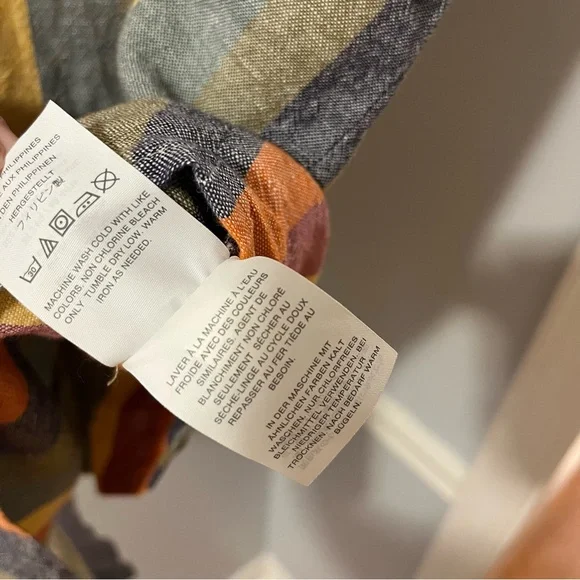 PHILIPPINES
AUX PHILIPPINES
DEN PHILIPPINEN
HERGESTELLT
フィリピン製
30
MACHINE WASH COLD WITH LIKE
COLORS. NON CHLORINE BLEACH
ONLY. TUMBLE DRY LOW. WARM
IRON AS NEEDED.
LAVER À LA MACHINE À L'EAU
FROIDE AVEC DES COULEURS
SIMILAIRES. AGENT DE
BLANCHIMENT NON CHLORÉ
SEULEMENT. SÉCHER AU
SÈCHE-LINGE AU CYCLE DOUX
REPASSER AU FER TIÈDE AU
BESOIN.
IN DER MASCHINE MIT
ÄHNLICHEN FARBEN KALT
WASCHEN. NUR CHLORFREIES
BLEICHMITTEL VERWENDEN. BEI
NIEDRIGER TEMPERATUR
TROCKNEN. NACH BEDARF WARM
BÜGELN.